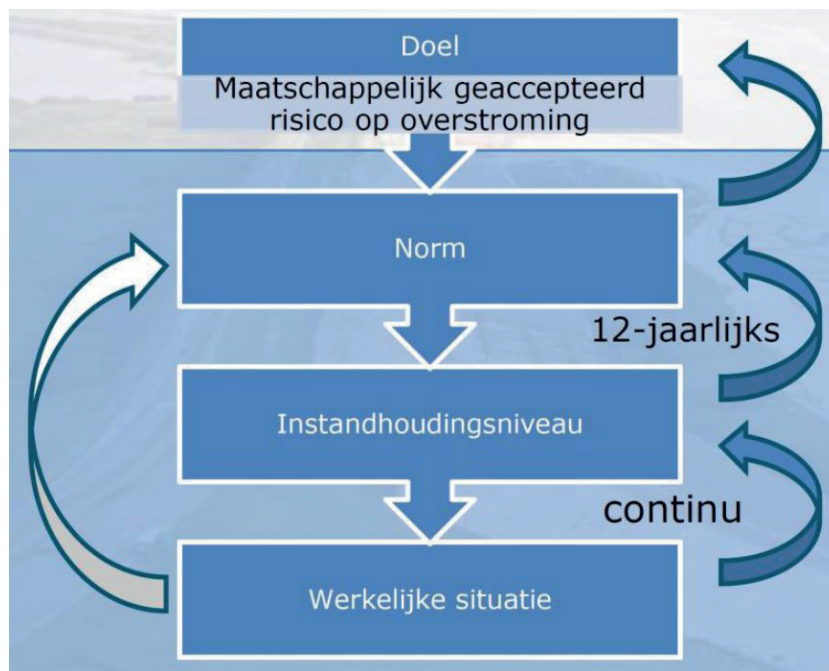 Doel
Maatschappelijk geaccepteerd
risico op overstroming
Norm
12-jaarlijks
Instandhoudingsniveau
continu
Werkelijke situatie